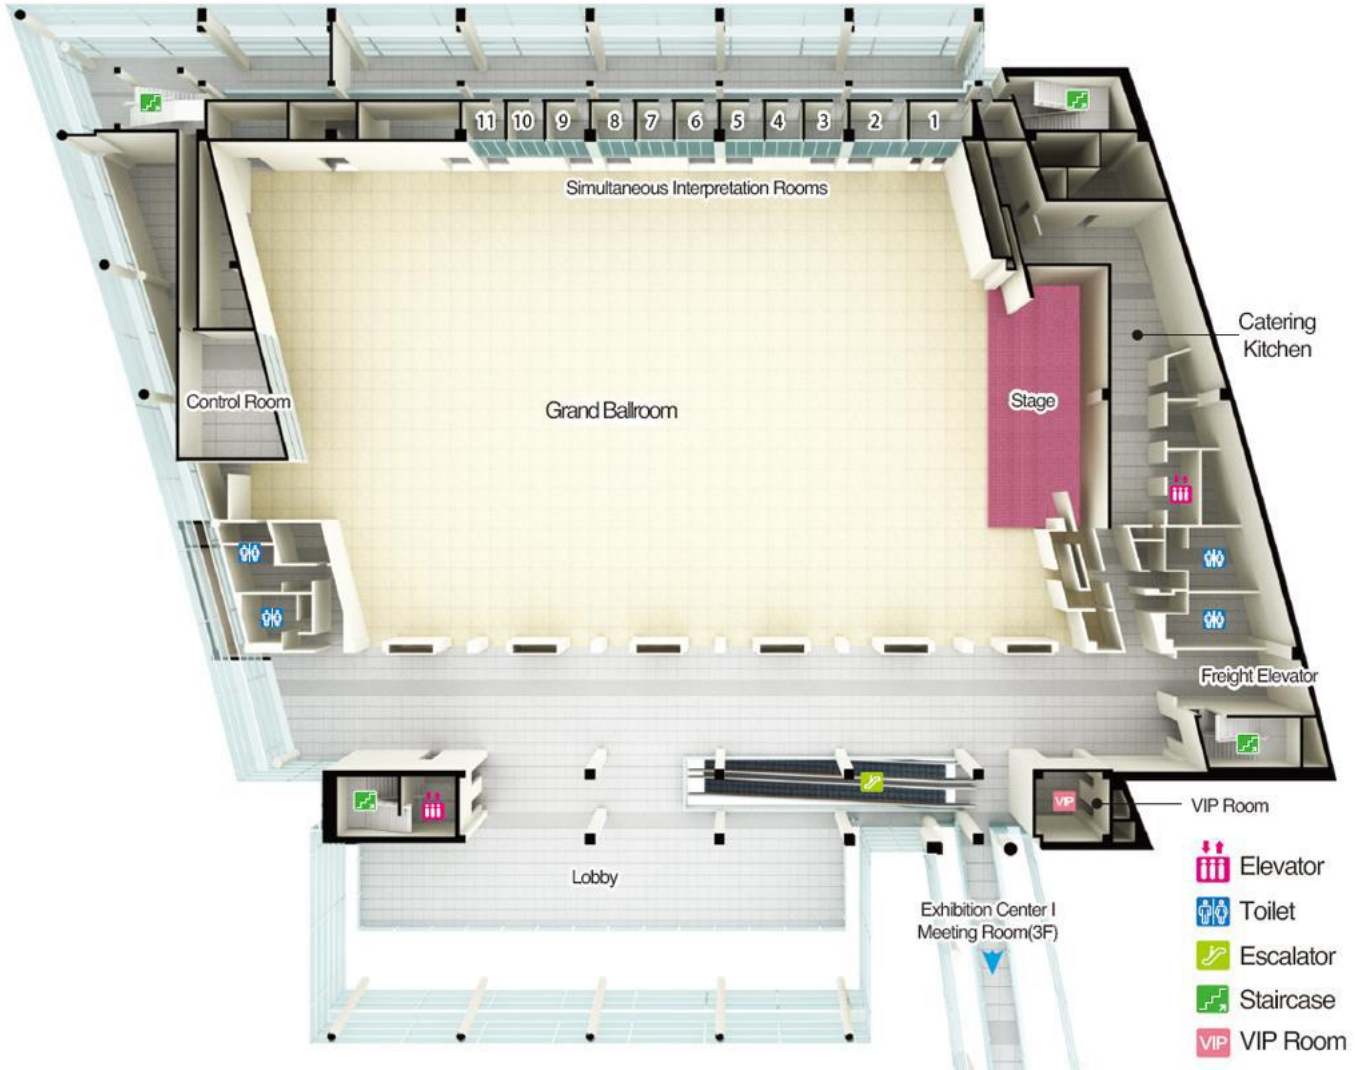 11 10 9 8 7 6 5 4 3 2 1
Simultaneous Interpretation Rooms
Catering
Kitchen
Control Room
Grand Ballroom
Stage
Freight Elevator
VIP
VIP Room
Lobby
Exhibition Center I
Meeting Room(3F)
Elevator
Toilet
Escalator
Staircase
VIP VIP Room